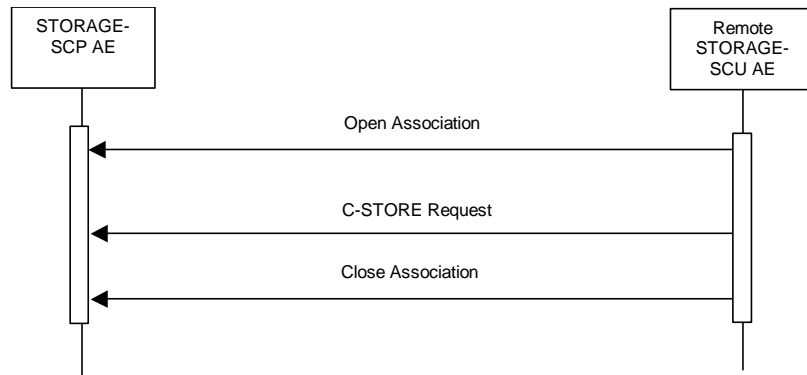 STORAGE-
SCP AE
Remote
STORAGE-
SCU AE
Open Association
C-STORE Request
Close Association